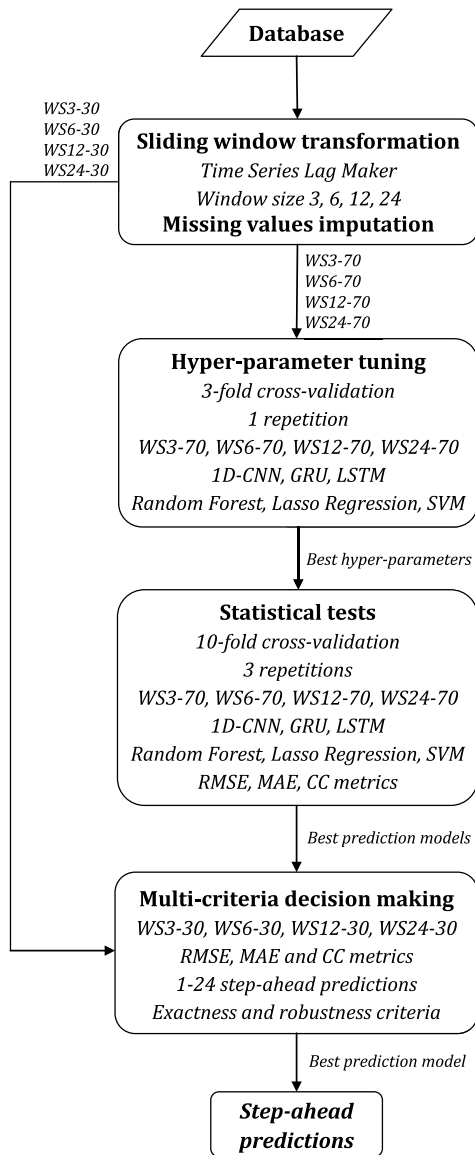 Database
WS3-30
WS6-30
WS12-30
WS24-30
Sliding window transformation
Time Series Lag Maker
Window size 3, 6, 12, 24
Missing values imputation
WS3-70
WS6-70
WS12-70
WS24-70
Hyper-parameter tuning
3-fold cross-validation
1 repetition
WS3-70, WS6-70, WS12-70, WS24-70
1D-CNN, GRU, LSTM
Random Forest, Lasso Regression, SVM
Best hyper-parameters
Statistical tests
10-fold cross-validation
3 repetitions
WS3-70, WS6-70, WS12-70, WS24-70
1D-CNN, GRU, LSTM
Random Forest, Lasso Regression, SVM
RMSE, MAE, CC metrics
Best prediction models
Multi-criteria decision making
WS3-30, WS6-30, WS12-30, WS24-30
RMSE, MAE and CC metrics
1-24 step-ahead predictions
Exactness and robustness criteria
Best prediction model
Step-ahead
predictions